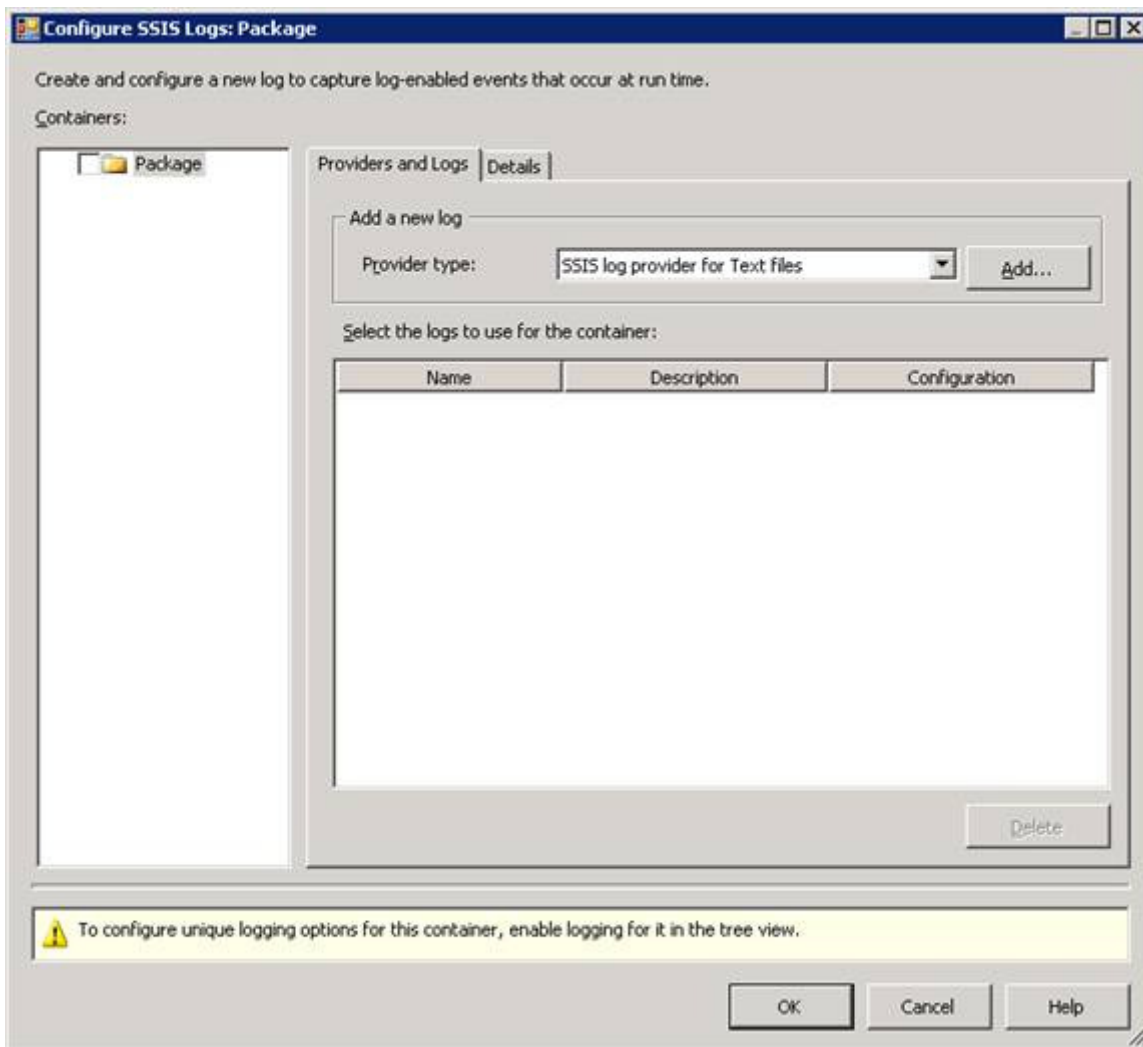 Configure SSIS Logs: Package
Create and configure a new log to capture log-enabled events that occur at run time.
Containers:
Package
Providers and Logs
Details
Add a new log
Provider type:
SSIS log provider for Text files
Add...
Select the logs to use for the container:
Name Description Configuration
Delete
To configure unique logging options for this container, enable logging for it in the tree view.
OK Cancel Help